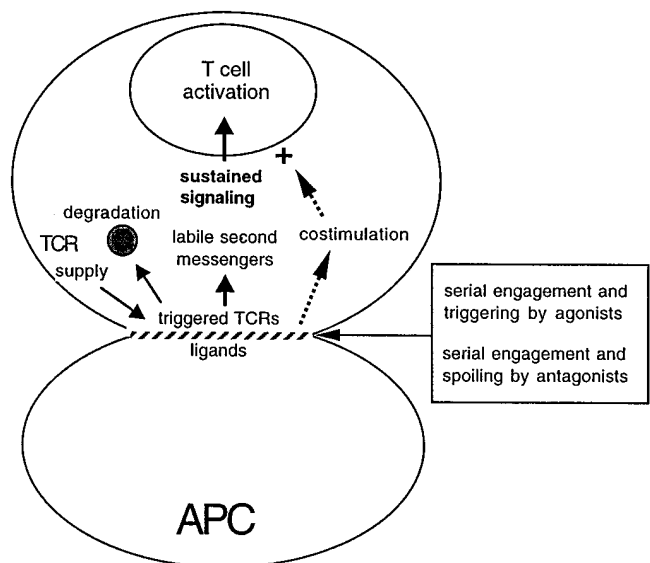 T cell
activation
+
sustained
signaling
degradation
TCR
supply
labile second
messengers
costimulation
triggered TCRs
ligands
serial engagement and
triggering by agonists
serial engagement and
spoiling by antagonists
APC